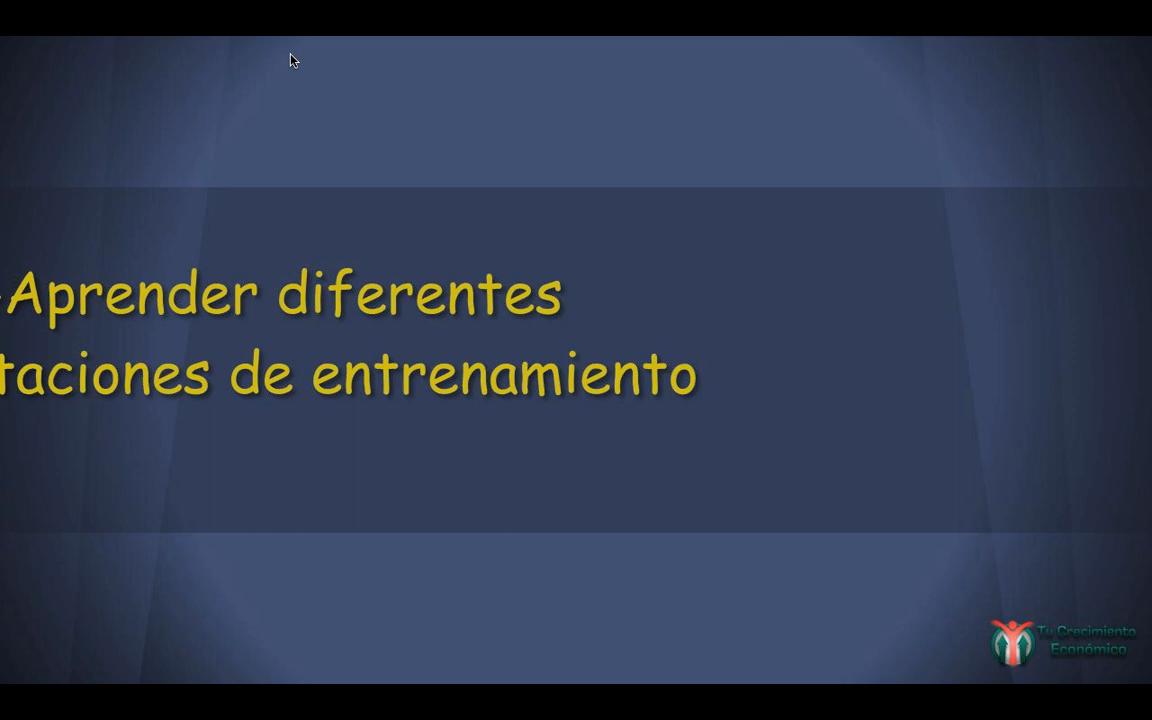 -Aprender diferentes
taciones de entrenamiento
Tu Crecimiento
Económico